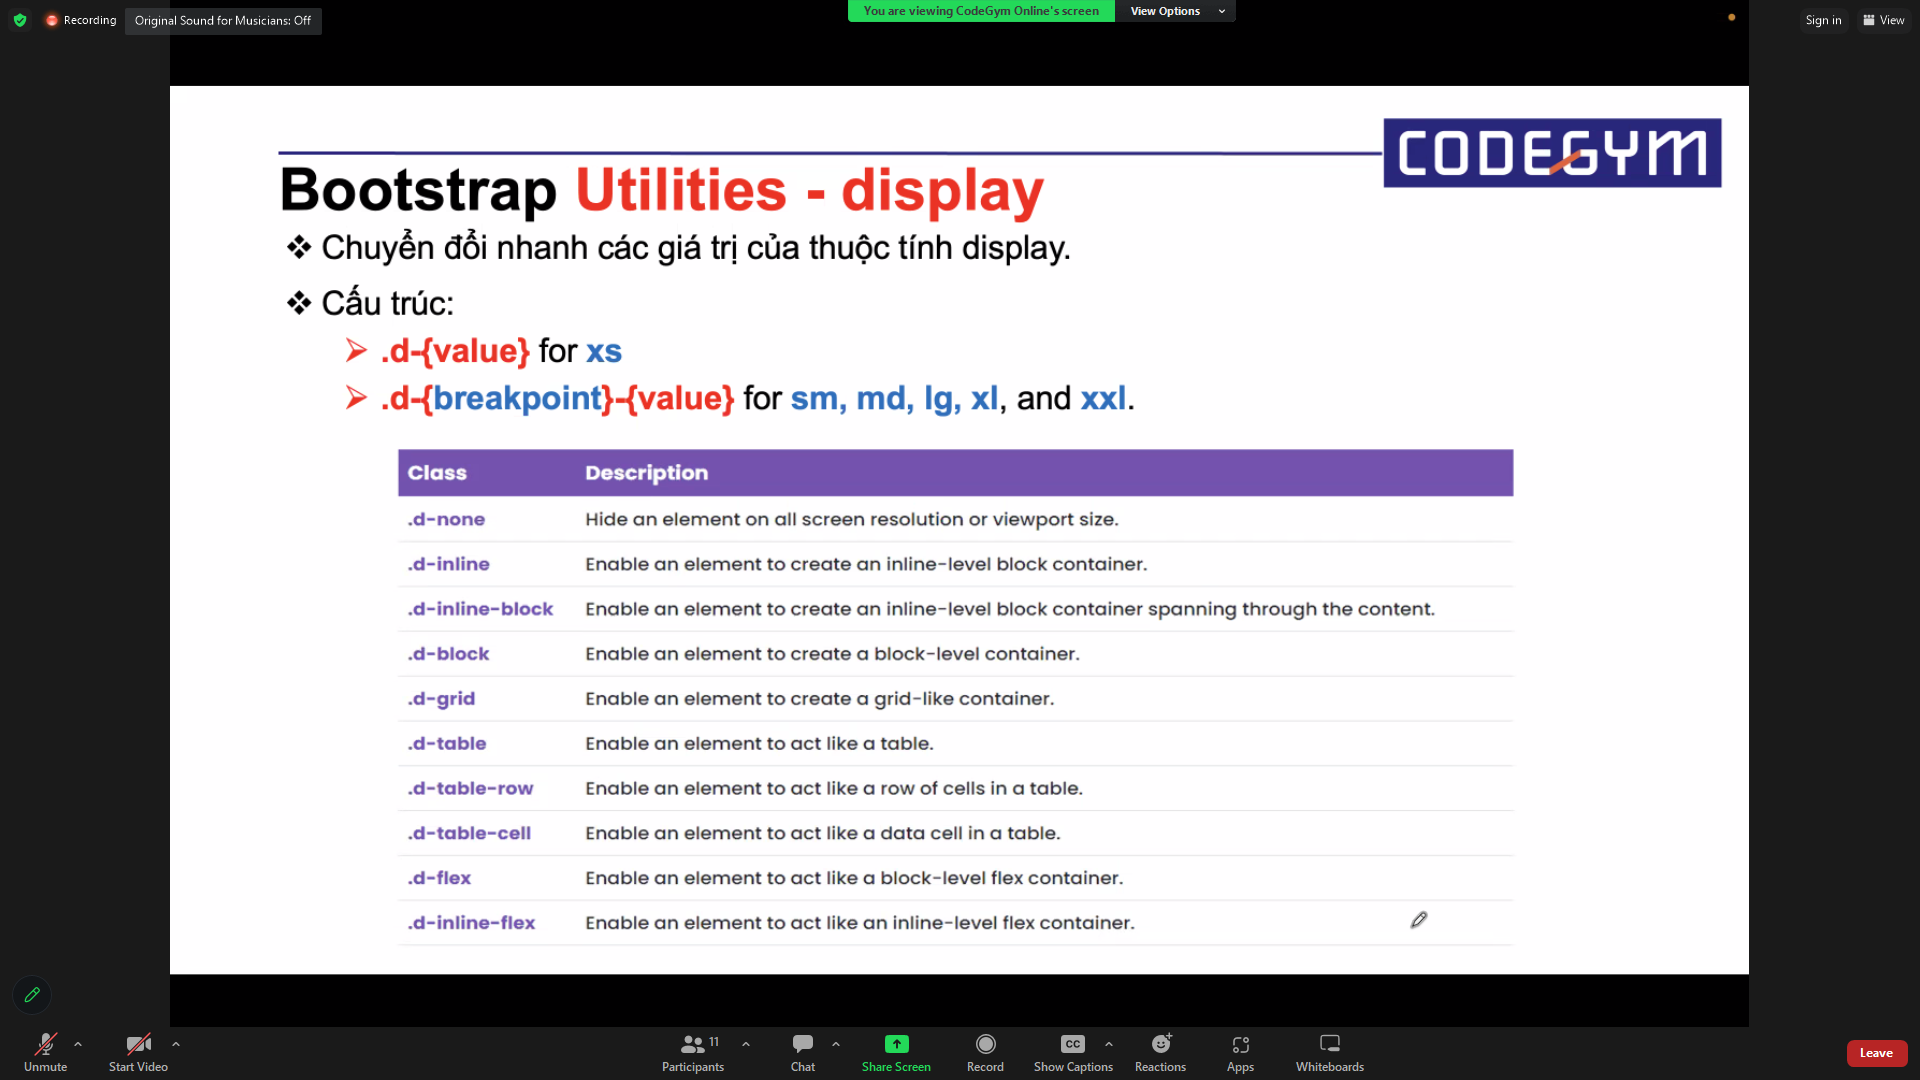 Recording
Original Sound for Musicians: Off
You are viewing CodeGym Online's screen
View Options
Sign in
View
CODEGYM
Bootstrap Utilities - display
Chuyển đổi nhanh các giá trị của thuộc tính display.
Cấu trúc:
.d-{value} for xs
.d-{breakpoint}-{value} for sm, md, lg, xl, and xxl.
Class Description
.d-none Hide an element on all screen resolution or viewport size.
.d-inline Enable an element to create an inline-level block container.
.d-inline-block Enable an element to create an inline-level block container spanning through the content.
.d-block Enable an element to create a block-level container.
.d-grid Enable an element to create a grid-like container.
.d-table Enable an element to act like a table.
.d-table-row Enable an element to act like a row of cells in a table.
.d-table-cell Enable an element to act like a data cell in a table.
.d-flex Enable an element to act like a block-level flex container.
.d-inline-flex Enable an element to act like an inline-level flex container.
Unmute
Start Video
11
Participants
Chat
Share Screen
Record
CC
Show Captions
Reactions
Apps
Whiteboards
Leave